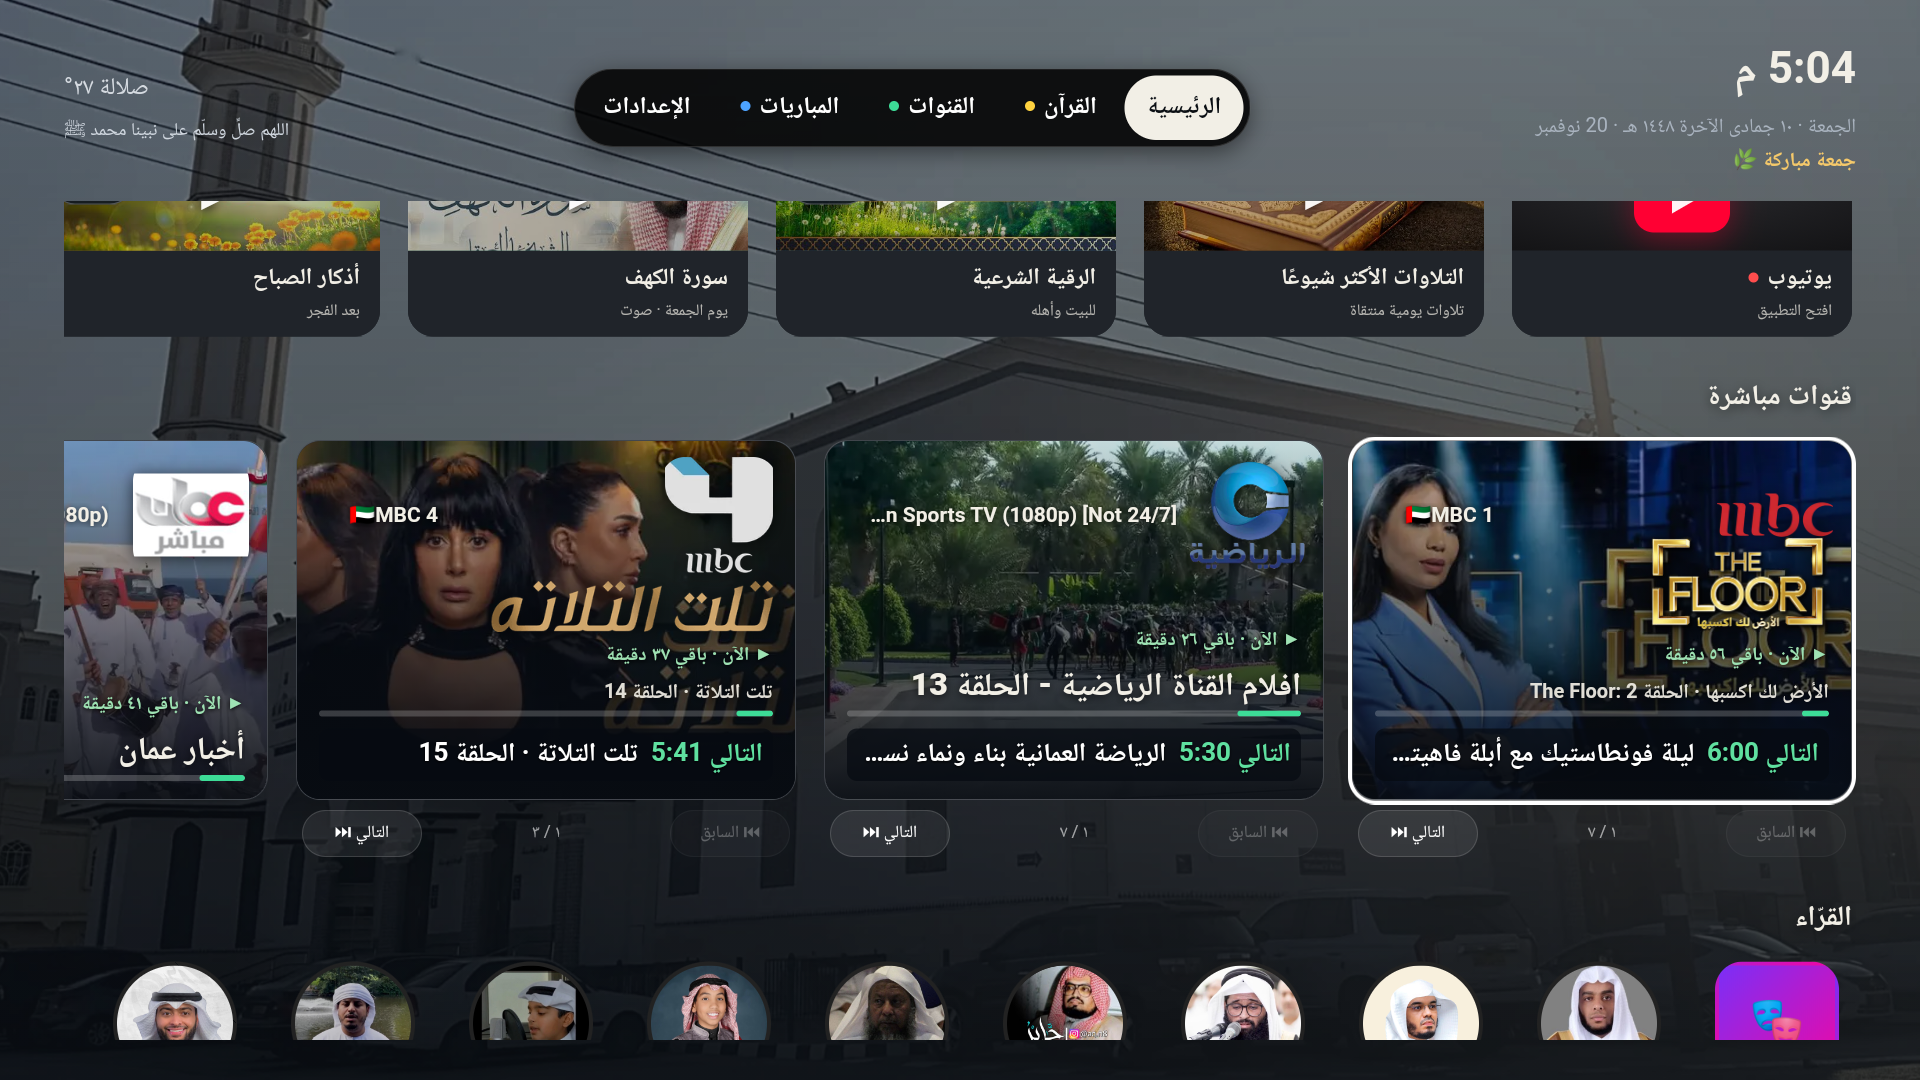 5:04 م
الجمعة · ١٠ جمادى الآخرة ١٤٤٨ هـ · 20 نوفمبر
جمعة مباركة
الرئيسية
القرآن
القنوات
المباريات
الإعدادات
صلالة ٢٧°
اللهم صلِّ وسلّم على نبينا محمد ﷺ
يوتيوب
افتح التطبيق
التلاوات الأكثر شيوعًا
تلاوات يومية منتقاة
الرقية الشرعية
للبيت وأهله
سورة الكهف
يوم الجمعة · صوت
أذكار الصباح
بعد الفجر
قنوات مباشرة
MBC 1
mbc
THE
FLOOR
الأرض لك اكسبها
◄ الآن · باقي ٥٦ دقيقة
الأرض لك اكسبها · الحلقة The Floor: 2
التالي 6:00 ليلة فونطاستيك مع أبلة فاهيتـ...
⏮ السابق
١ / ٧
التالي ⏭
...n Sports TV (1080p) [Not 24/7]
الرياضية
◄ الآن · باقي ٢٦ دقيقة
افلام القناة الرياضية - الحلقة 13
التالي 5:30 الرياضة العمانية بناء ونماء نسـ...
⏮ السابق
١ / ٧
التالي ⏭
MBC 4
4
mbc
تلت التلاته
◄ الآن · باقي ٣٧ دقيقة
تلت الثلاثة · الحلقة 14
التالي 5:41 تلت الثلاثة · الحلقة 15
⏮ السابق
١ / ٣
التالي ⏭
80p)
مباشر
◄ الآن · باقي ٤١ دقيقة
أخبار عمان
القرّاء